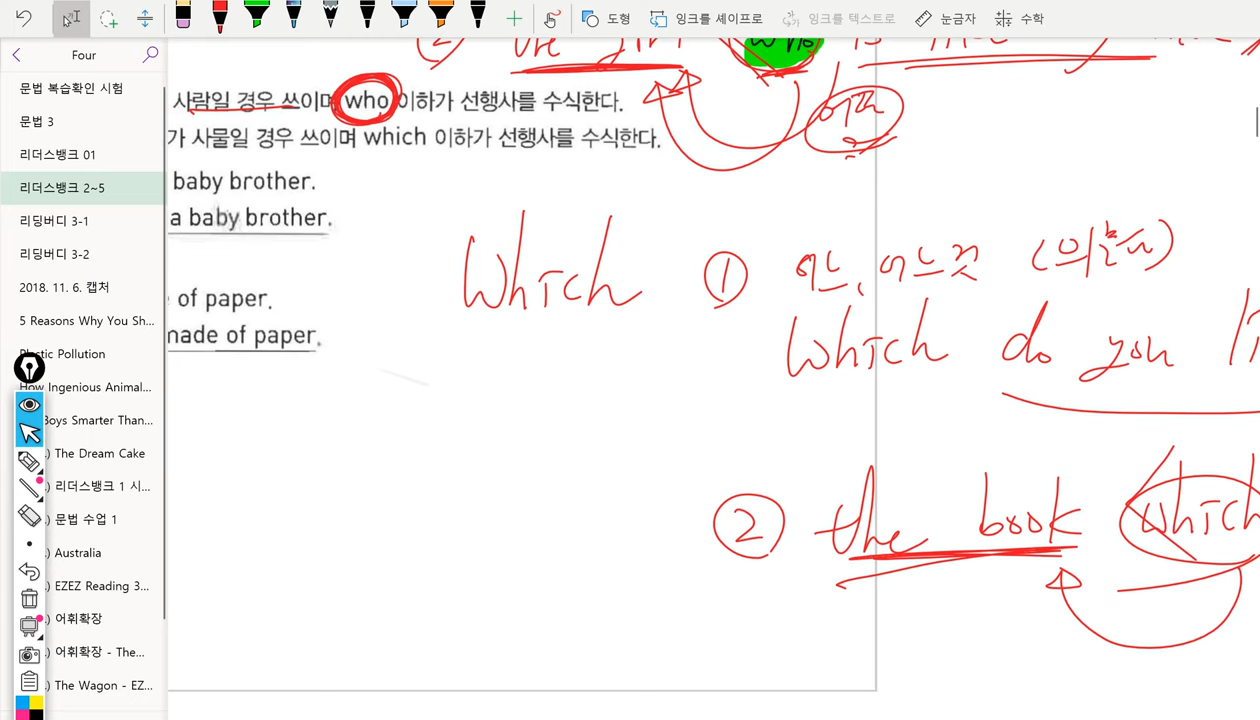 도형
잉크를 셰이프로
잉크를 텍스트로
눈금자
수학
Four
문법 복습확인 시험
문법 3
리더스뱅크 01
리더스뱅크 2~5
리딩버디 3-1
리딩버디 3-2
2018. 11. 6. 캡처
5 Reasons Why You Sh...
Plastic Pollution
How Ingenious Animal...
Boys Smarter Than...
.) The Dream Cake
.) 리더스뱅크 1 시...
.) 문법 수업 1
.) Australia
.) EZEZ Reading 3...
.) 어휘확장
.) 어휘확장 - The...
.) The Wagon - EZ...
② the girl who is
사람일 경우 쓰이며 who 이하가 선행사를 수식한다.
가 사물일 경우 쓰이며 which 이하가 선행사를 수식한다.
baby brother.
a baby brother.
of paper.
made of paper.
Which ① 어느, 어느것 (의문사)
Which do you li
② the book which